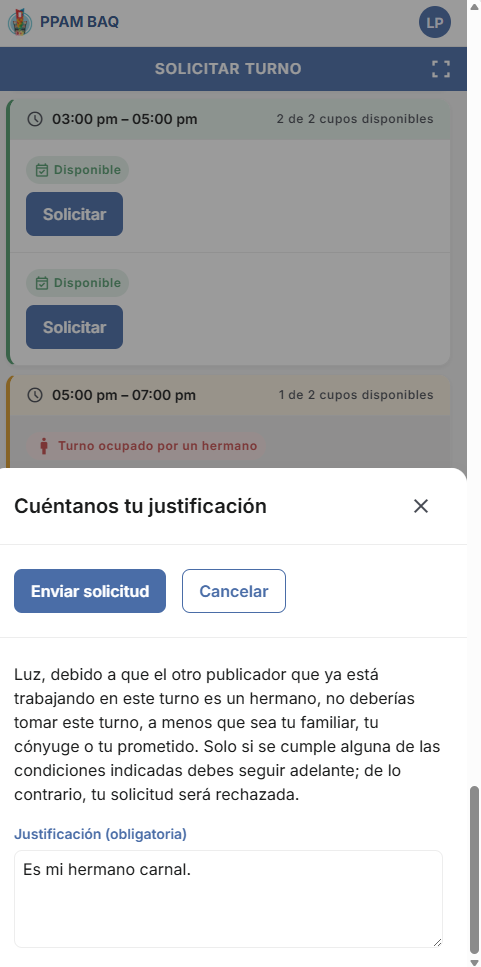 PPAM BAQ
LP
SOLICITAR TURNO
03:00 pm – 05:00 pm
2 de 2 cupos disponibles
Disponible
Solicitar
Disponible
Solicitar
05:00 pm – 07:00 pm
1 de 2 cupos disponibles
Turno ocupado por un hermano
Cuéntanos tu justificación
Enviar solicitud
Cancelar
Luz, debido a que el otro publicador que ya está
trabajando en este turno es un hermano, no deberías
tomar este turno, a menos que sea tu familiar, tu
cónyuge o tu prometido. Solo si se cumple alguna de las
condiciones indicadas debes seguir adelante; de lo
contrario, tu solicitud será rechazada.
Justificación (obligatoria)
Es mi hermano carnal.